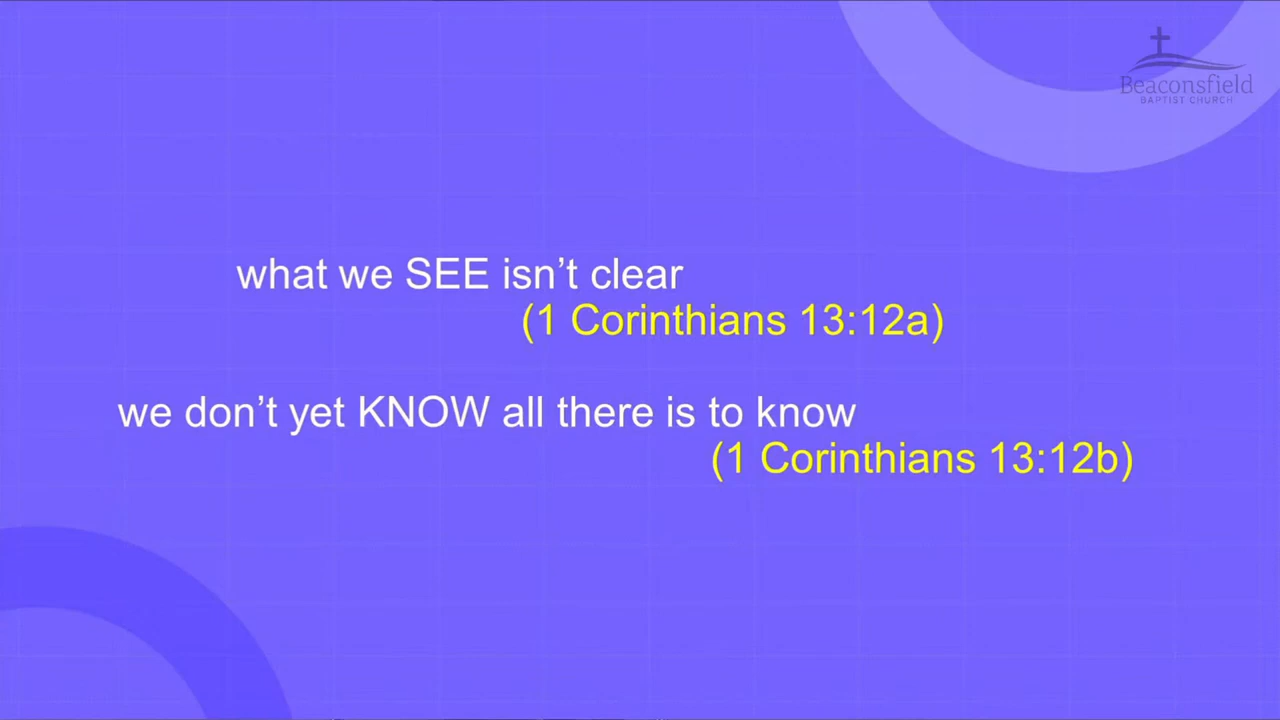 Beaconsfield
BAPTIST CHURCH
what we SEE isn’t clear
(1 Corinthians 13:12a)
we don’t yet KNOW all there is to know
(1 Corinthians 13:12b)